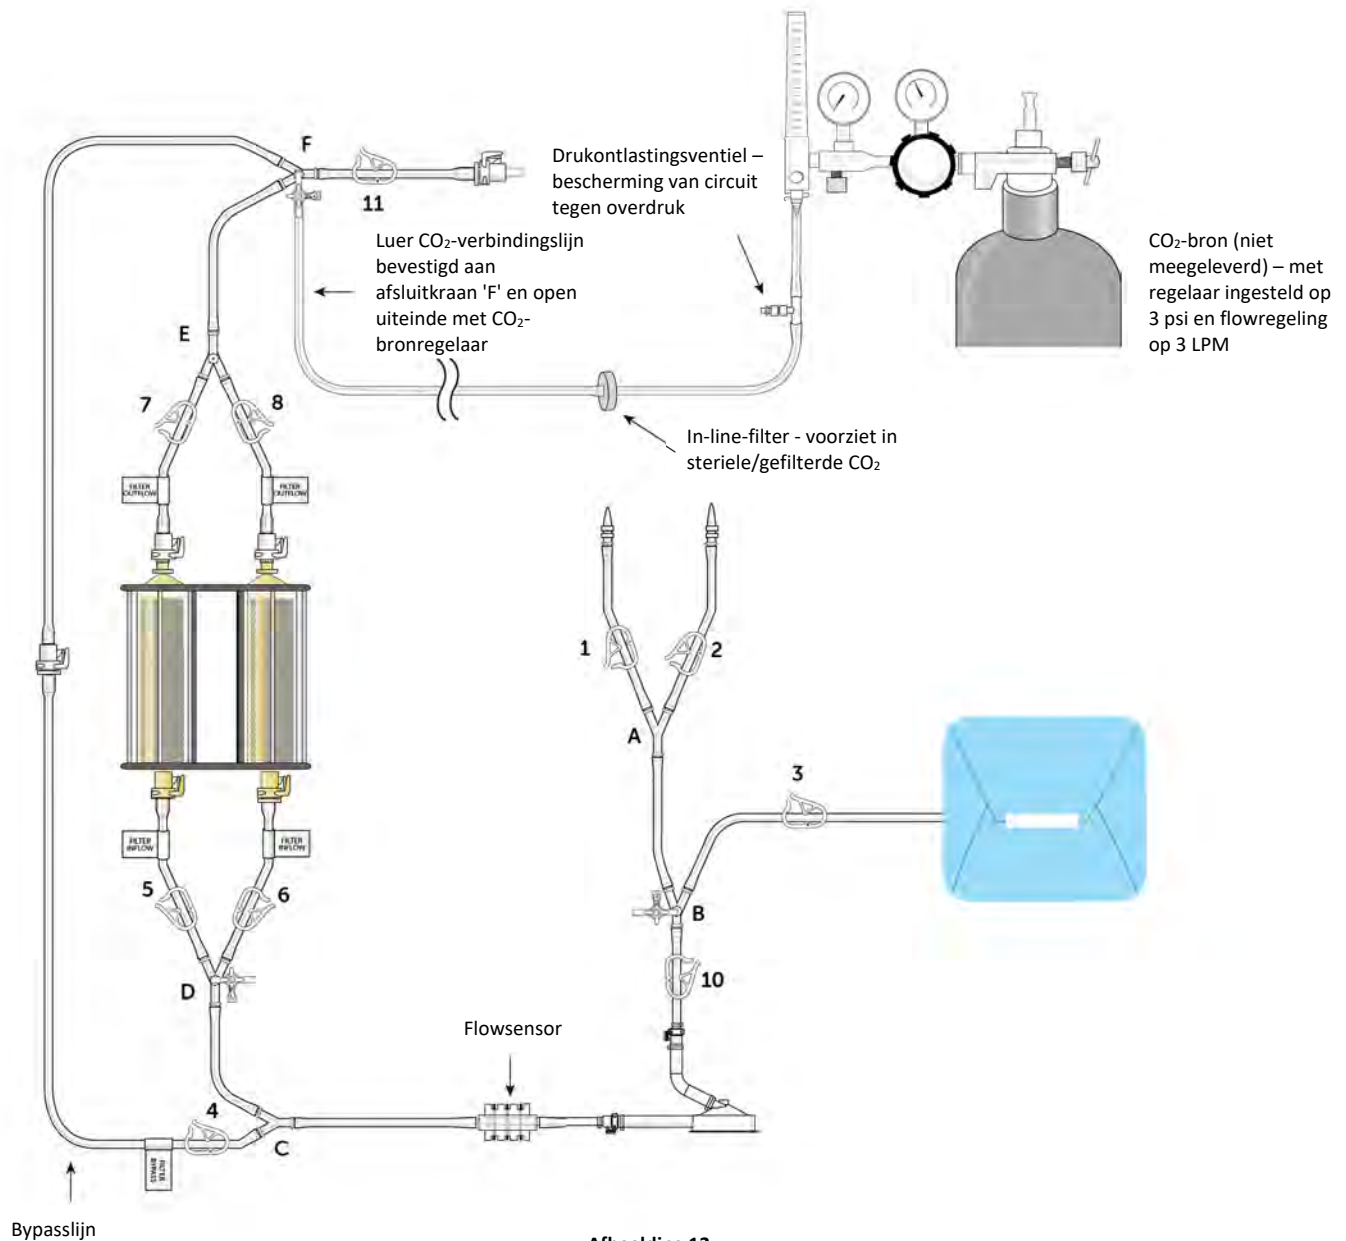 F
11
Drukontlastingsventiel –
bescherming van circuit
tegen overdruk
Luer CO₂-verbindingslijn
bevestigd aan
afsluitkraan 'F' en open
uiteinde met CO₂-
bronregelaar
CO₂-bron (niet
meegeleverd) – met
regelaar ingesteld op
3 psi en flowregeling
op 3 LPM
E
7
8
In-line-filter - voorziet in
steriele/gefilterde CO₂
FILTER
OUTFLOW
FILTER
OUTFLOW
1
2
A
3
FILTER
INFLOW
FILTER
INFLOW
5
6
B
D
10
Flowsensor
4
C
FILTER
BYPASS
Bypasslijn